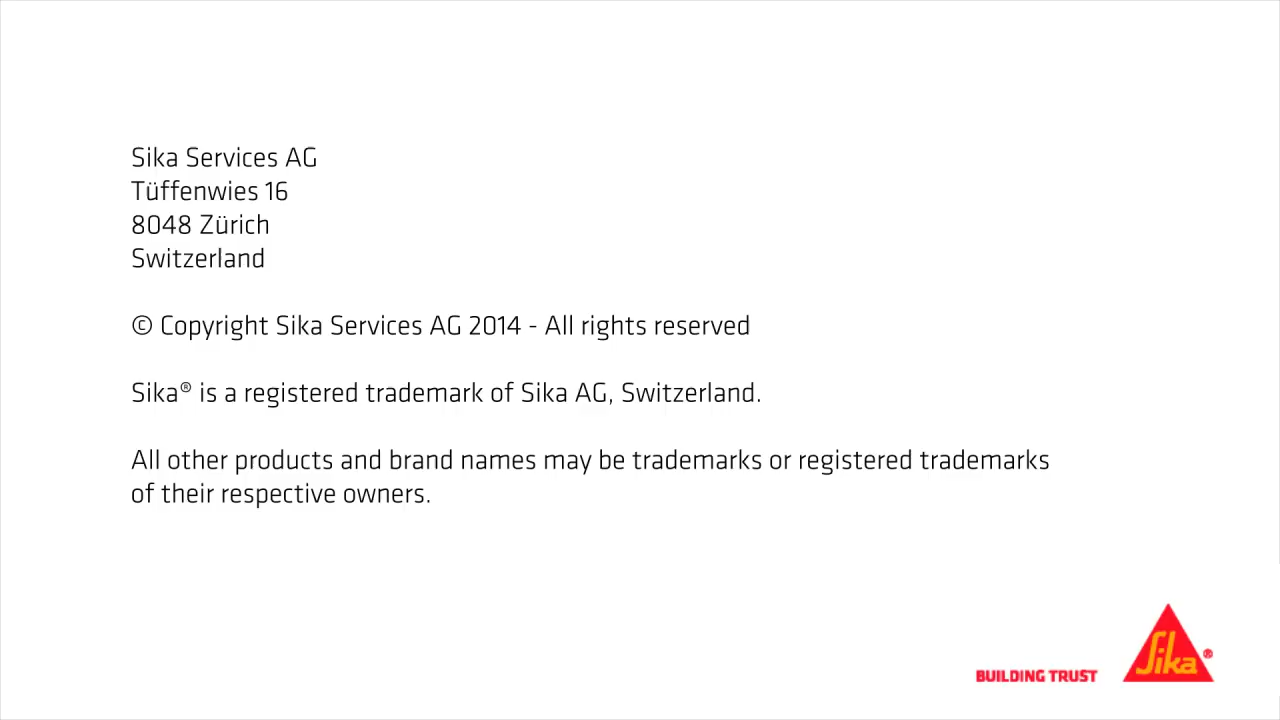 Sika Services AG
Tüffenwies 16
8048 Zürich
Switzerland
© Copyright Sika Services AG 2014 - All rights reserved
Sika® is a registered trademark of Sika AG, Switzerland.
All other products and brand names may be trademarks or registered trademarks
of their respective owners.
BUILDING TRUST
Sika®